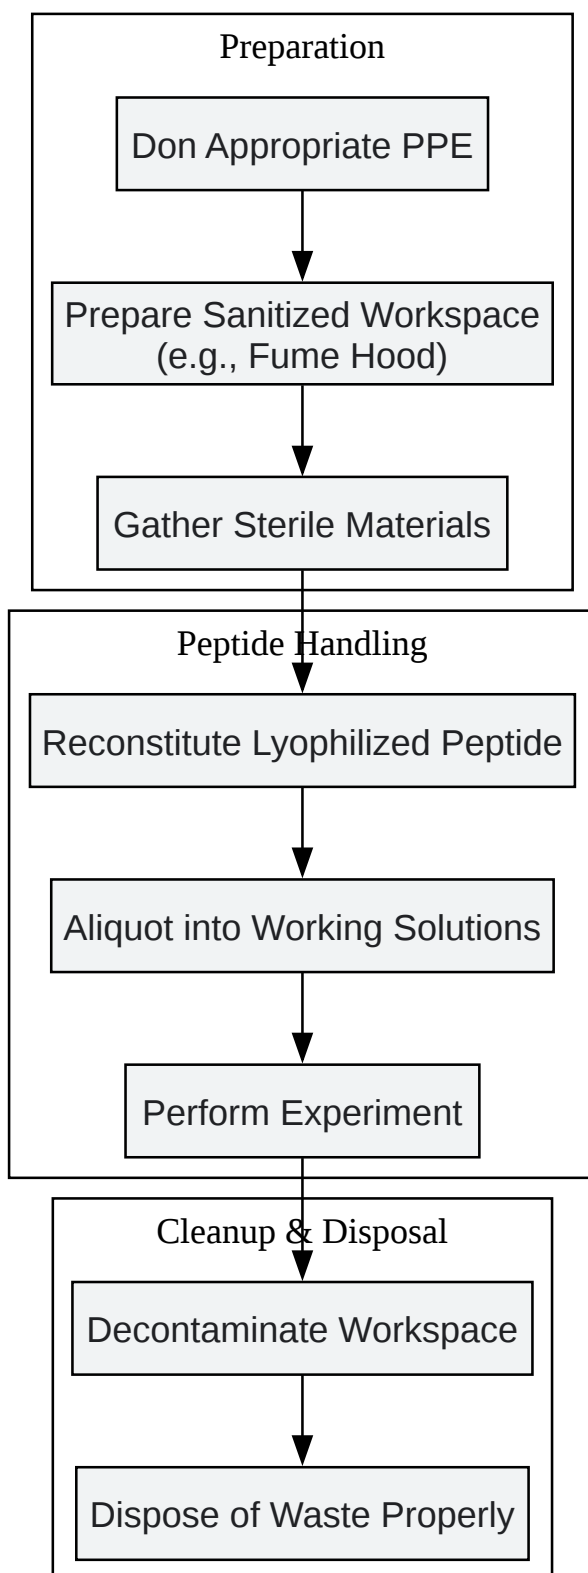 Preparation
Don Appropriate PPE
Prepare Sanitized Workspace
(e.g., Fume Hood)
Gather Sterile Materials
Peptide Handling
Reconstitute Lyophilized Peptide
Aliquot into Working Solutions
Perform Experiment
Cleanup & Disposal
Decontaminate Workspace
Dispose of Waste Properly